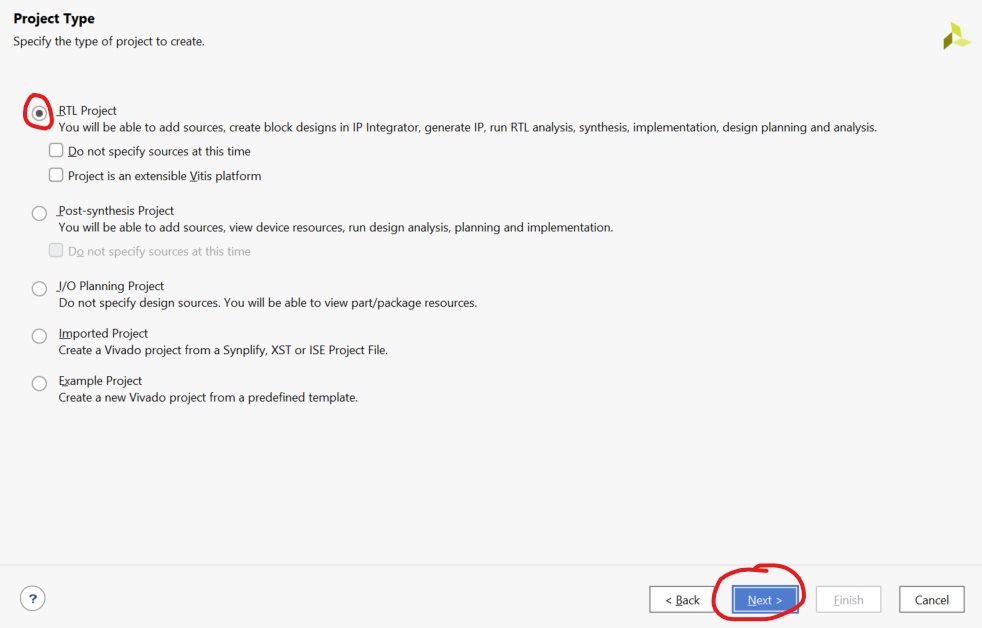 Project Type
Specify the type of project to create.
RTL Project
You will be able to add sources, create block designs in IP Integrator, generate IP, run RTL analysis, synthesis, implementation, design planning and analysis.
Do not specify sources at this time
Project is an extensible Vitis platform
Post-synthesis Project
You will be able to add sources, view device resources, run design analysis, planning and implementation.
Do not specify sources at this time
I/O Planning Project
Do not specify design sources. You will be able to view part/package resources.
Imported Project
Create a Vivado project from a Synplify, XST or ISE Project File.
Example Project
Create a new Vivado project from a predefined template.
? < Back Next > Finish Cancel